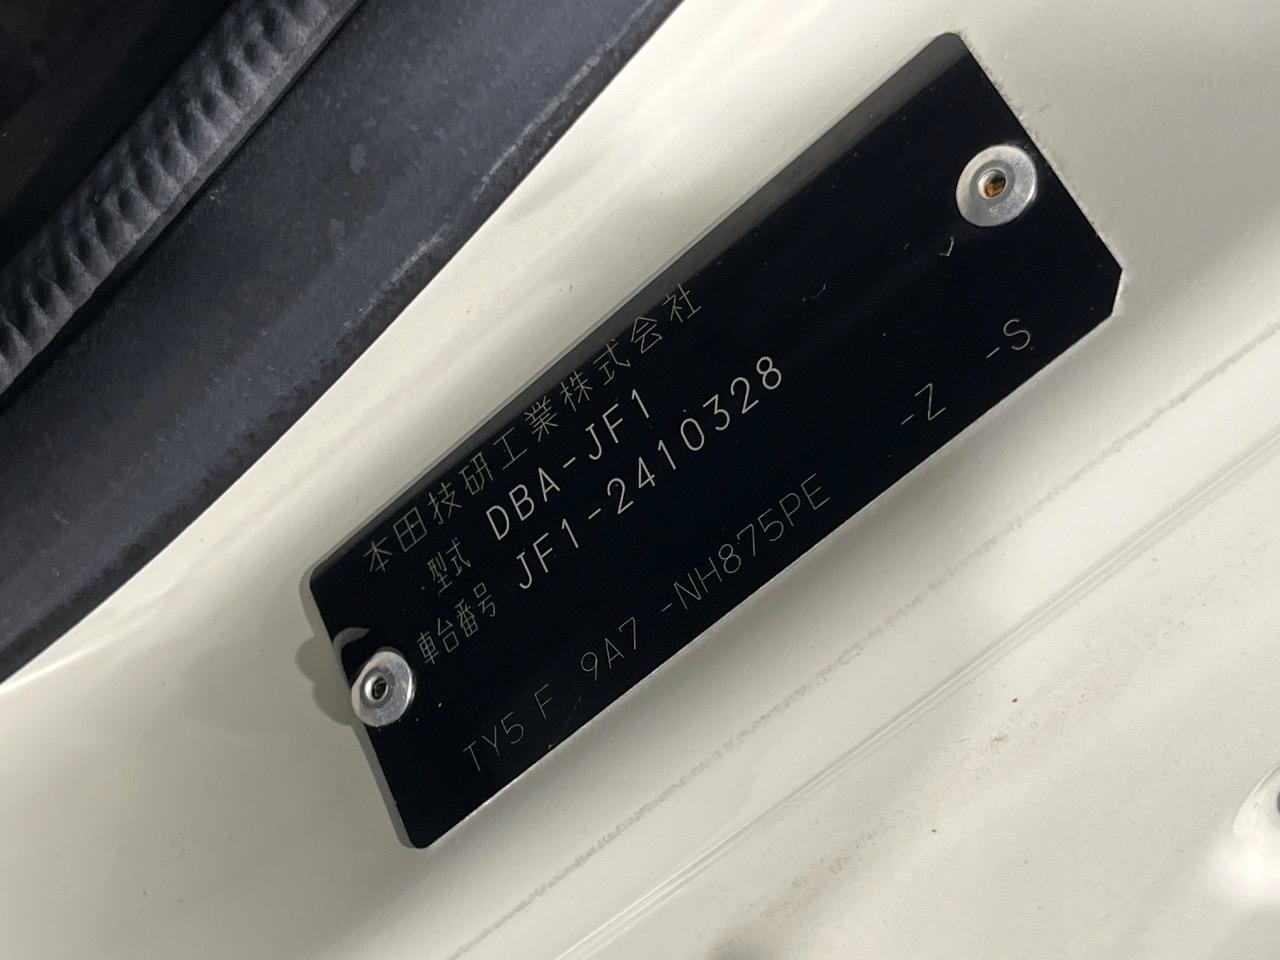 本田技研工業株式会社
型式 DBA-JF1
車台番号 JF1-2410328
TY5 F 9A7 -NH875PE -Z -S